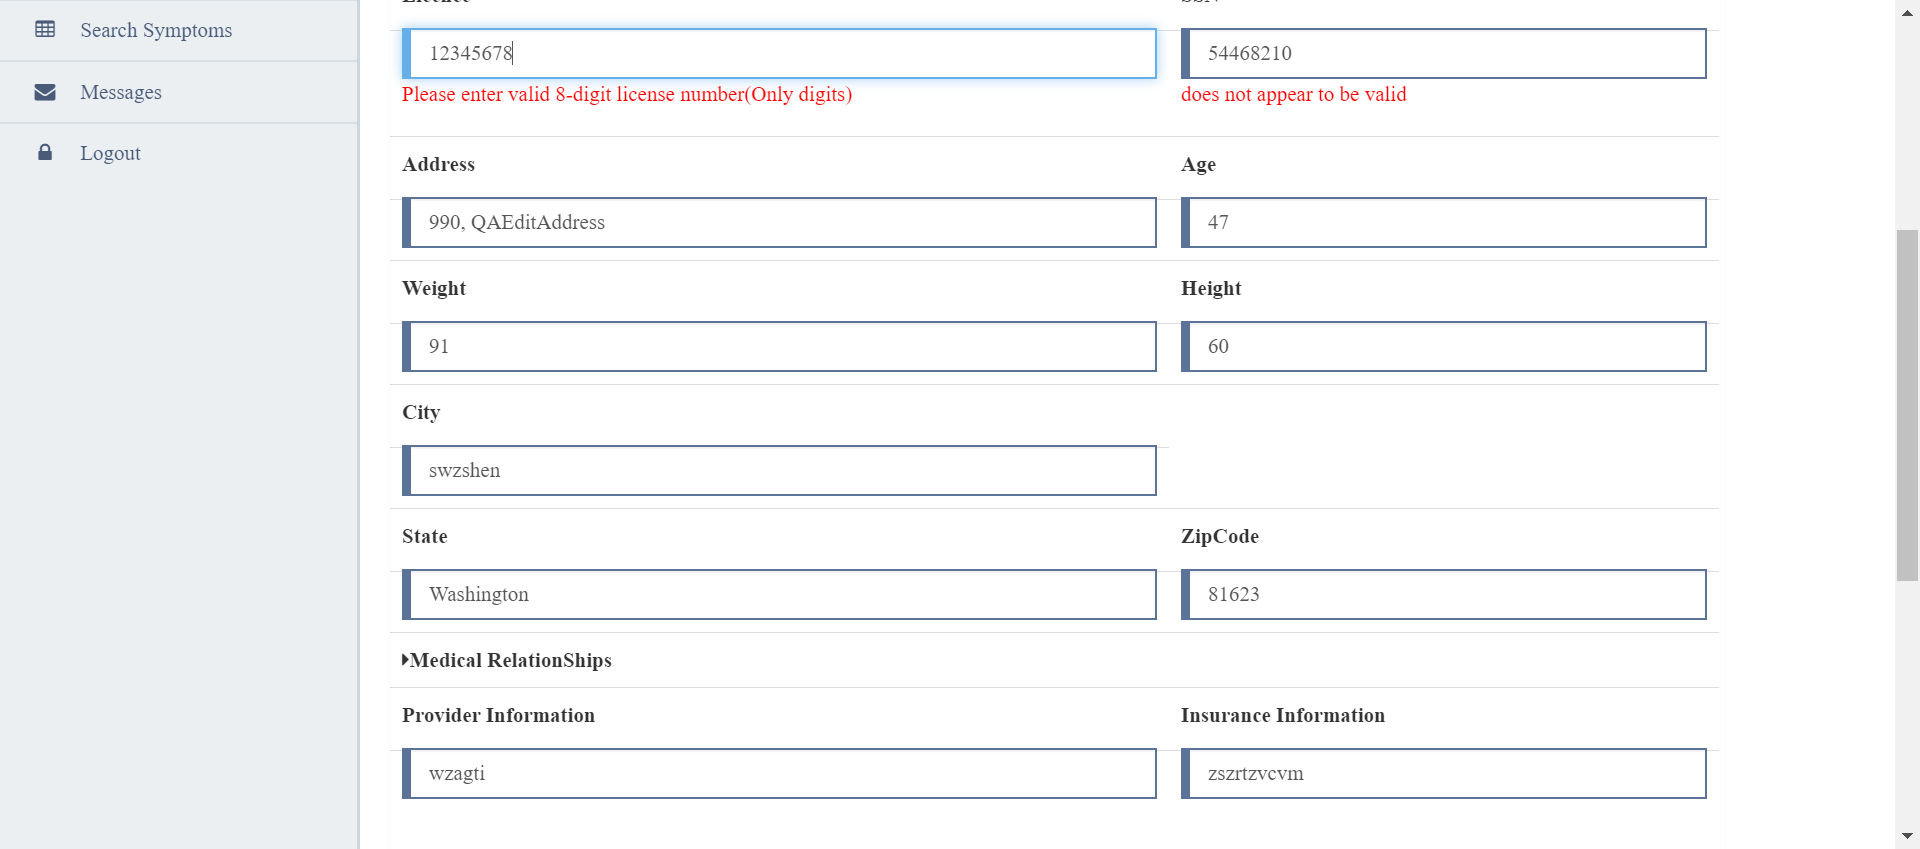 Search Symptoms
Messages
Logout
Licence
SSN
12345678
54468210
Please enter valid 8-digit license number(Only digits)
does not appear to be valid
Address
Age
990, QAEditAddress
47
Weight
Height
91
60
City
swzshen
State
ZipCode
Washington
81623
Medical RelationShips
Provider Information
Insurance Information
wzagti
zszrtzvcvm